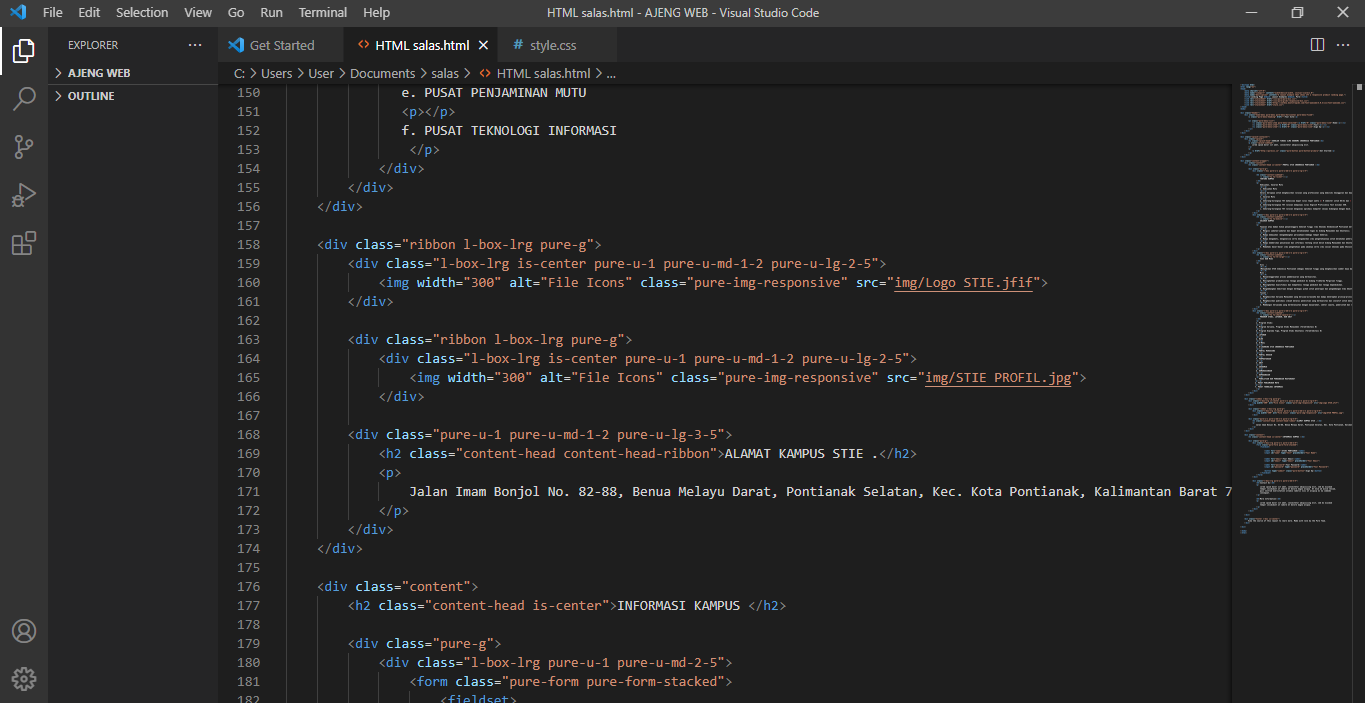 File Edit Selection View Go Run Terminal Help HTML salas.html - AJENG WEB - Visual Studio Code
EXPLORER
AJENG WEB
OUTLINE
Get Started <> HTML salas.html # style.css
C: > Users > User > Documents > salas > <> HTML salas.html > ...
150 e. PUSAT PENJAMINAN MUTU
151 <p></p>
152 f. PUSAT TEKNOLOGI INFORMASI
153 </p>
154 </div>
155 </div>
156 </div>
157
158 <div class="ribbon l-box-lrg pure-g">
159 <div class="l-box-lrg is-center pure-u-1 pure-u-md-1-2 pure-u-lg-2-5">
160 <img width="300" alt="File Icons" class="pure-img-responsive" src="img/Logo STIE.jfif">
161 </div>
162
163 <div class="ribbon l-box-lrg pure-g">
164 <div class="l-box-lrg is-center pure-u-1 pure-u-md-1-2 pure-u-lg-2-5">
165 <img width="300" alt="File Icons" class="pure-img-responsive" src="img/STIE PROFIL.jpg">
166 </div>
167
168 <div class="pure-u-1 pure-u-md-1-2 pure-u-lg-3-5">
169 <h2 class="content-head content-head-ribbon">ALAMAT KAMPUS STIE .</h2>
170 <p>
171 Jalan Imam Bonjol No. 82-88, Benua Melayu Darat, Pontianak Selatan, Kec. Kota Pontianak, Kalimantan Barat 7
172 </p>
173 </div>
174 </div>
175
176 <div class="content">
177 <h2 class="content-head is-center">INFORMASI KAMPUS </h2>
178
179 <div class="pure-g">
180 <div class="l-box-lrg pure-u-1 pure-u-md-2-5">
181 <form class="pure-form pure-form-stacked">
182 <fieldset>